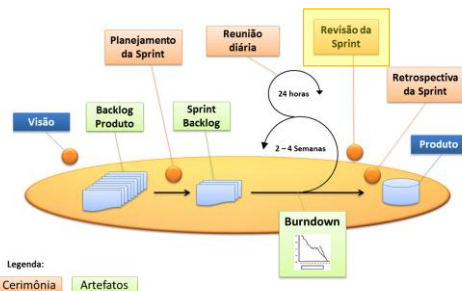 Planejamento
da Sprint
Reunião
diária
Revisão da
Sprint
Retrospectiva
da Sprint
24 horas
Visão
Backlog
Produto
Sprint
Backlog
2 – 4 Semanas
Produto
Burndown
Legenda:
Cerimônia
Artefatos